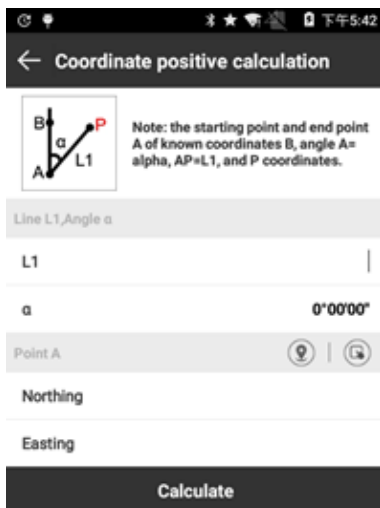 下午5:42
Coordinate positive calculation
B
P
α
L1
A
Note: the starting point and end point
A of known coordinates B, angle A=
alpha, AP=L1, and P coordinates.
Line L1,Angle α
L1
α
0°00'00"
Point A
Northing
Easting
Calculate